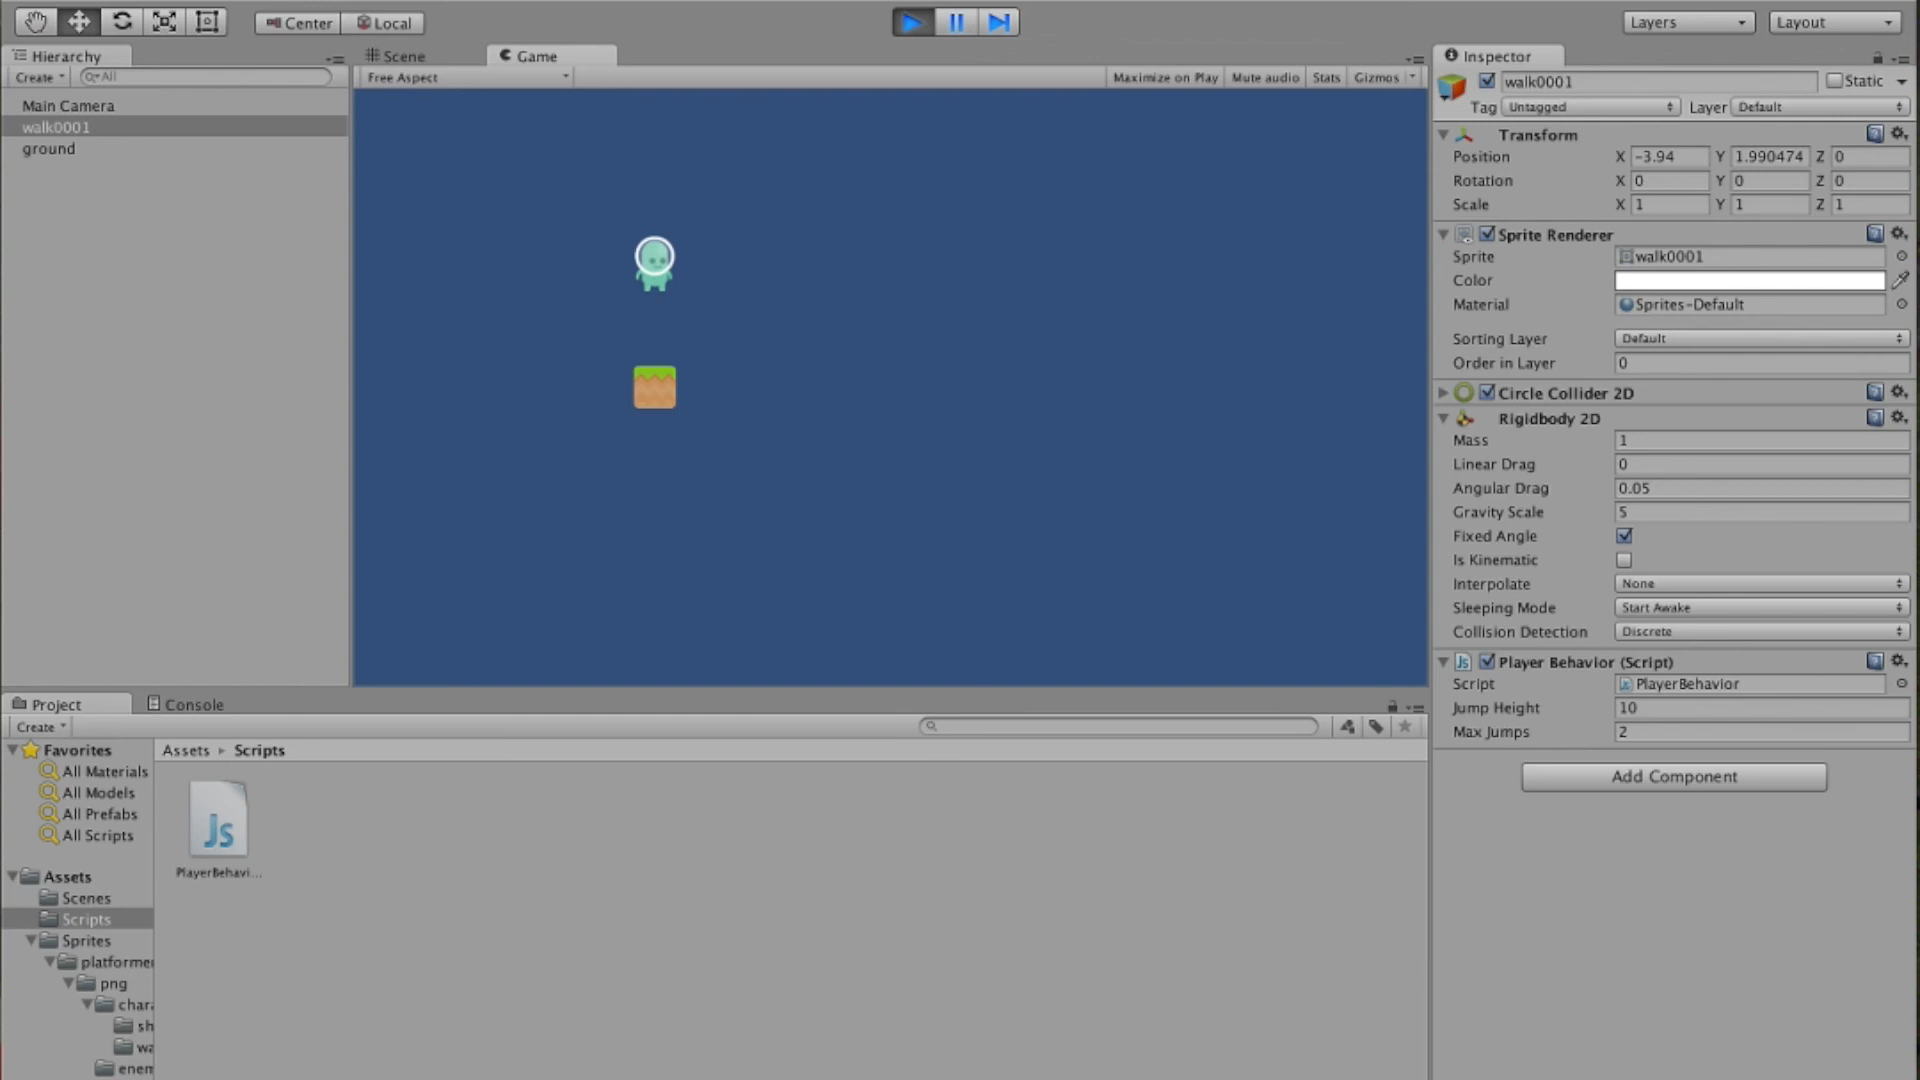 Center
Local
Layers
Layout
Hierarchy
Create
All
Main Camera
walk0001
ground
Scene
Game
Free Aspect
Maximize on Play
Mute audio
Stats
Gizmos
Inspector
walk0001
Static
Tag Untagged
Layer Default
Transform
Position X -3.94 Y 1.990474 Z 0
Rotation X 0 Y 0 Z 0
Scale X 1 Y 1 Z 1
Sprite Renderer
Sprite walk0001
Color
Material Sprites-Default
Sorting Layer Default
Order in Layer 0
Circle Collider 2D
Rigidbody 2D
Mass 1
Linear Drag 0
Angular Drag 0.05
Gravity Scale 5
Fixed Angle
Is Kinematic
Interpolate None
Sleeping Mode Start Awake
Collision Detection Discrete
Js Player Behavior (Script)
Script PlayerBehavior
Jump Height 10
Max Jumps 2
Add Component
Project
Console
Create
Favorites
All Materials
All Models
All Prefabs
All Scripts
Assets
Scenes
Scripts
Sprites
platformer
png
chara
sh
wa
enem
Assets Scripts
Js
PlayerBehavi...